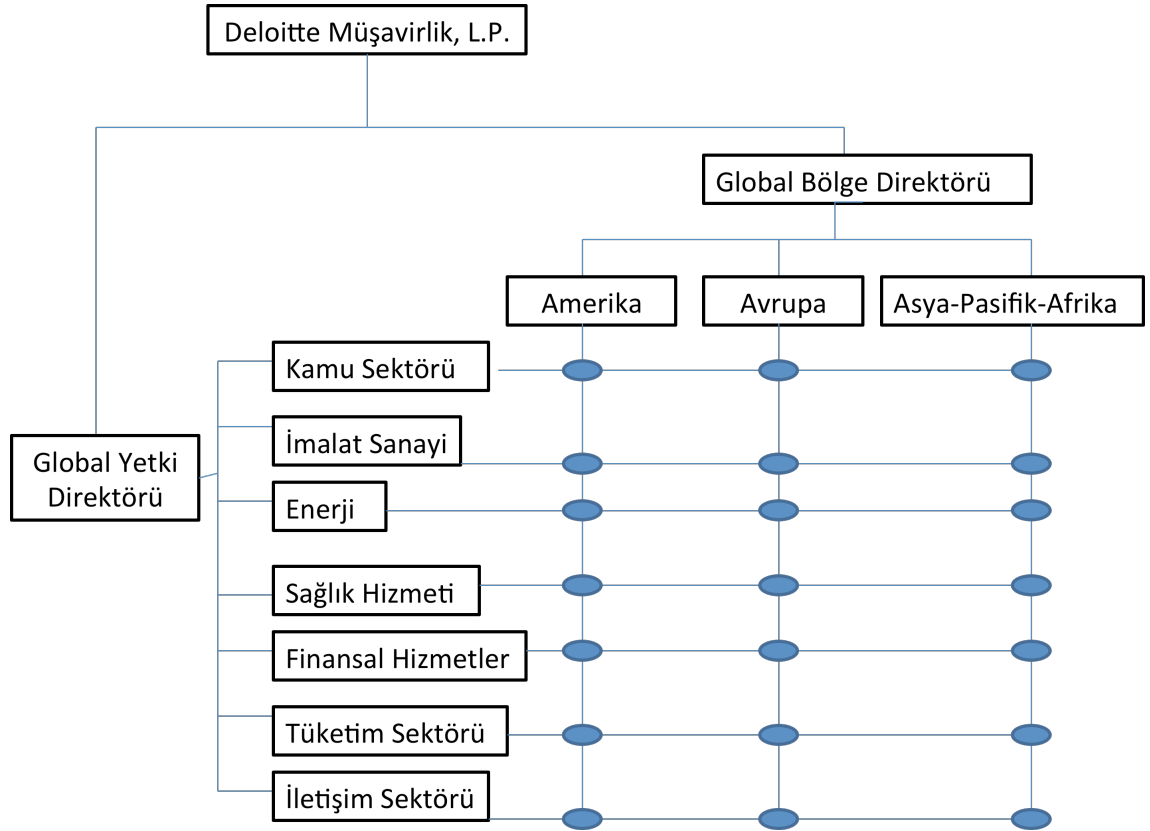 Deloitte Müşavirlik, L.P.
Global Bölge Direktörü
Amerika
Avrupa
Asya-Pasifik-Afrika
Kamu Sektörü
İmalat Sanayi
Global Yetki
Direktörü
Enerji
Sağlık Hizmeti
Finansal Hizmetler
Tüketim Sektörü
İletişim Sektörü